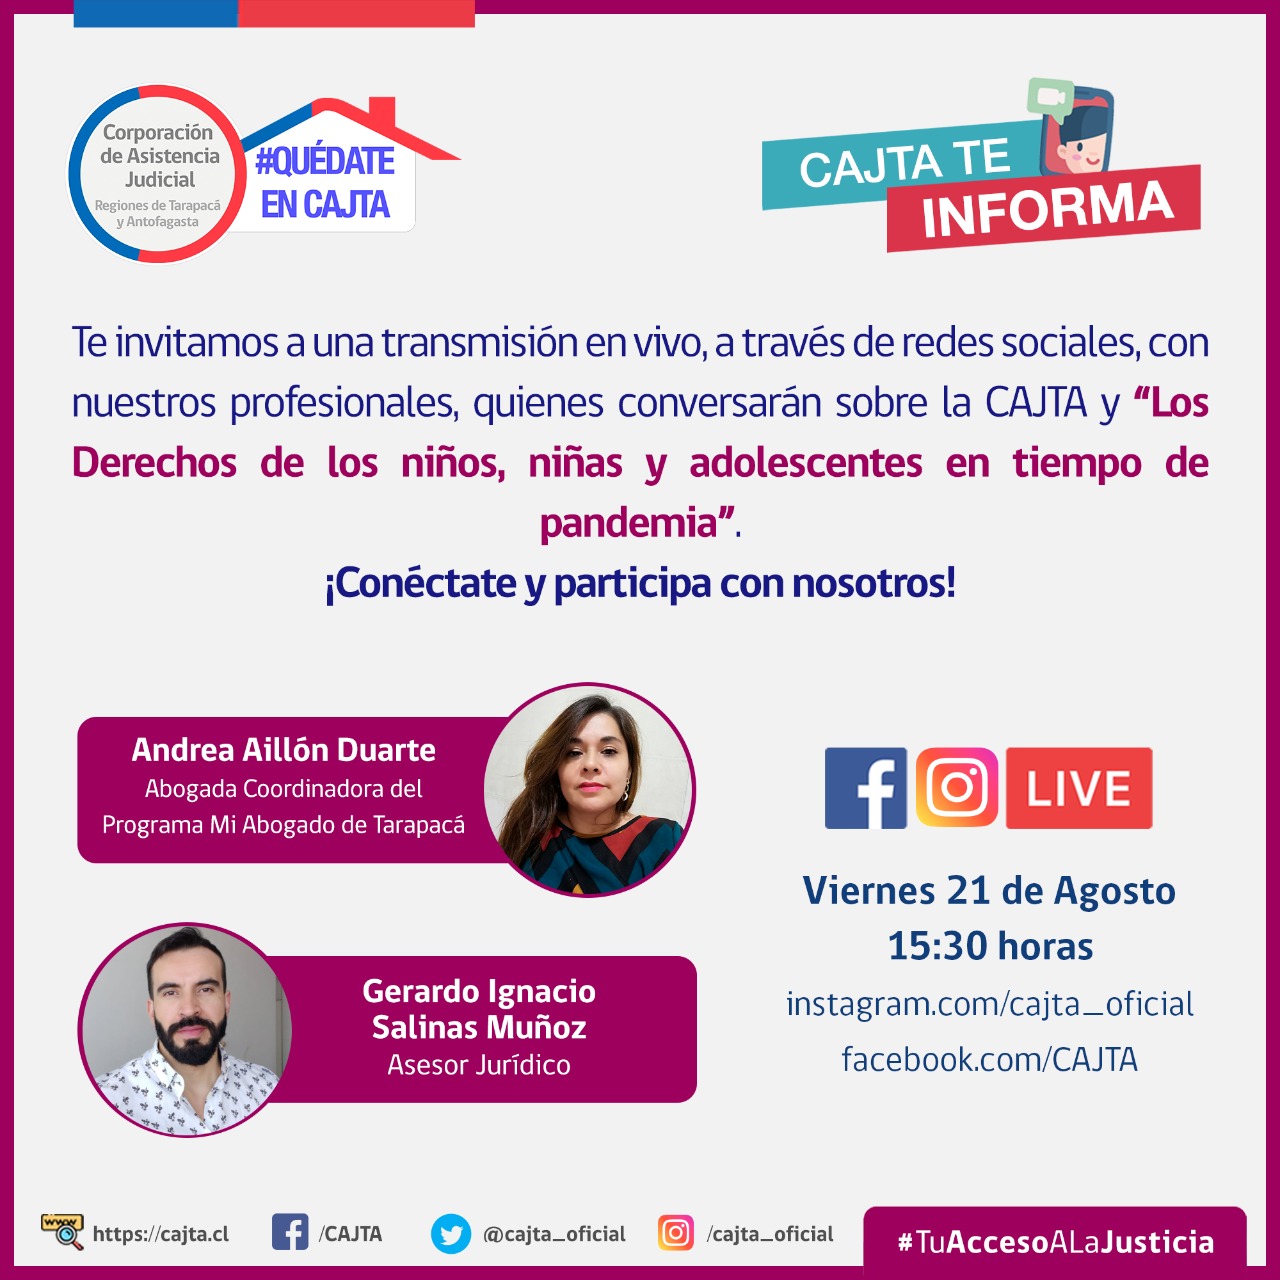 Corporación
de Asistencia
Judicial
Regiones de Tarapacá
y Antofagasta
#QUÉDATE
EN CAJTA
CAJTA TE
INFORMA
Te invitamos a una transmisión en vivo, a través de redes sociales, con
nuestros profesionales, quienes conversarán sobre la CAJTA y “Los
Derechos de los niños, niñas y adolescentes en tiempo de
pandemia”.
¡Conéctate y participa con nosotros!
Andrea Aillón Duarte
Abogada Coordinadora del
Programa Mi Abogado de Tarapacá
Gerardo Ignacio
Salinas Muñoz
Asesor Jurídico
LIVE
Viernes 21 de Agosto
15:30 horas
instagram.com/cajta_oficial
facebook.com/CAJTA
www
https://cajta.cl
/CAJTA
@cajta_oficial
/cajta_oficial
#TuAccesoALaJusticia